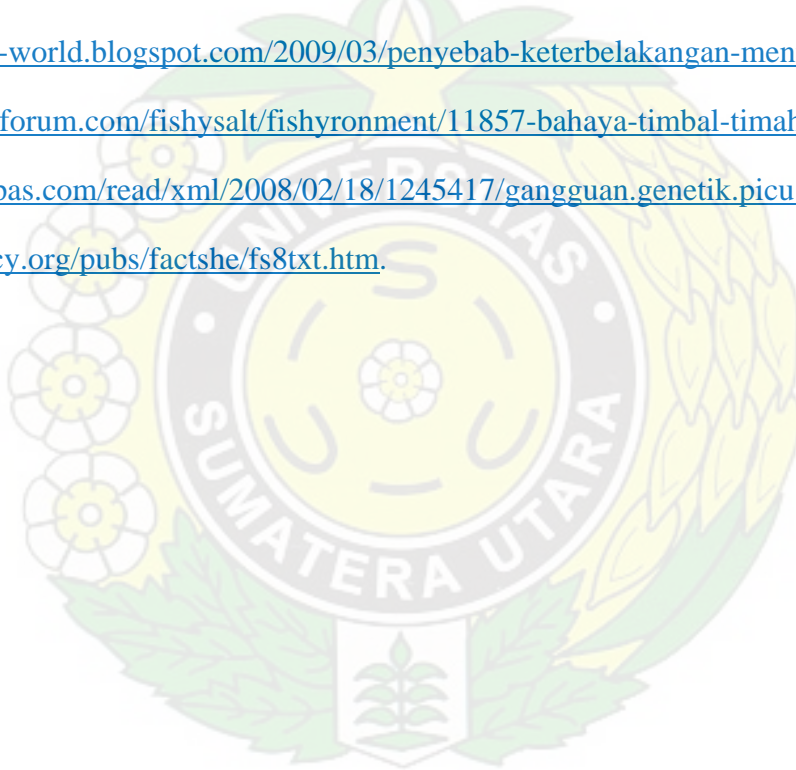 -world.blogspot.com/2009/03/penyebab-keterbelakangan-men
forum.com/fishysalt/fishyronment/11857-bahaya-timbal-timah
pas.com/read/xml/2008/02/18/1245417/gangguan.genetik.picu
cy.org/pubs/factshe/fs8txt.htm.
UNIVERSITAS
SUMATERA UTARA